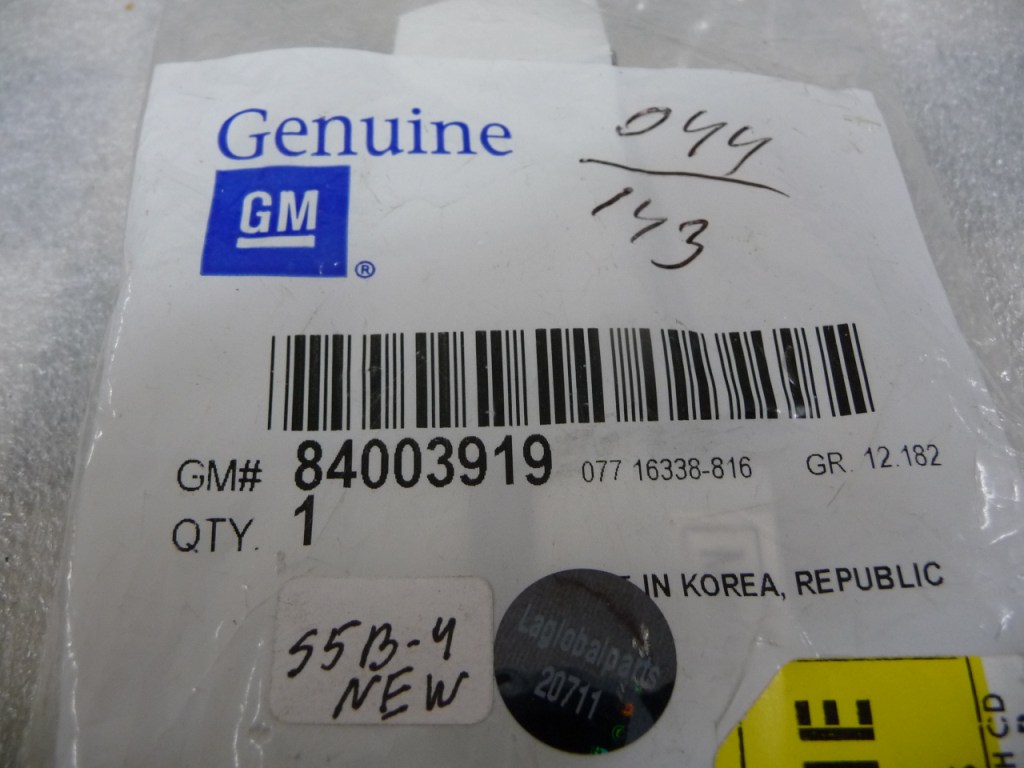 Genuine
GM ®
044
143
GM# 84003919 077 16338-816 GR. 12.182
QTY. 1
IN KOREA, REPUBLIC
55B-4
NEW
Laglobalparts
20711
H CD